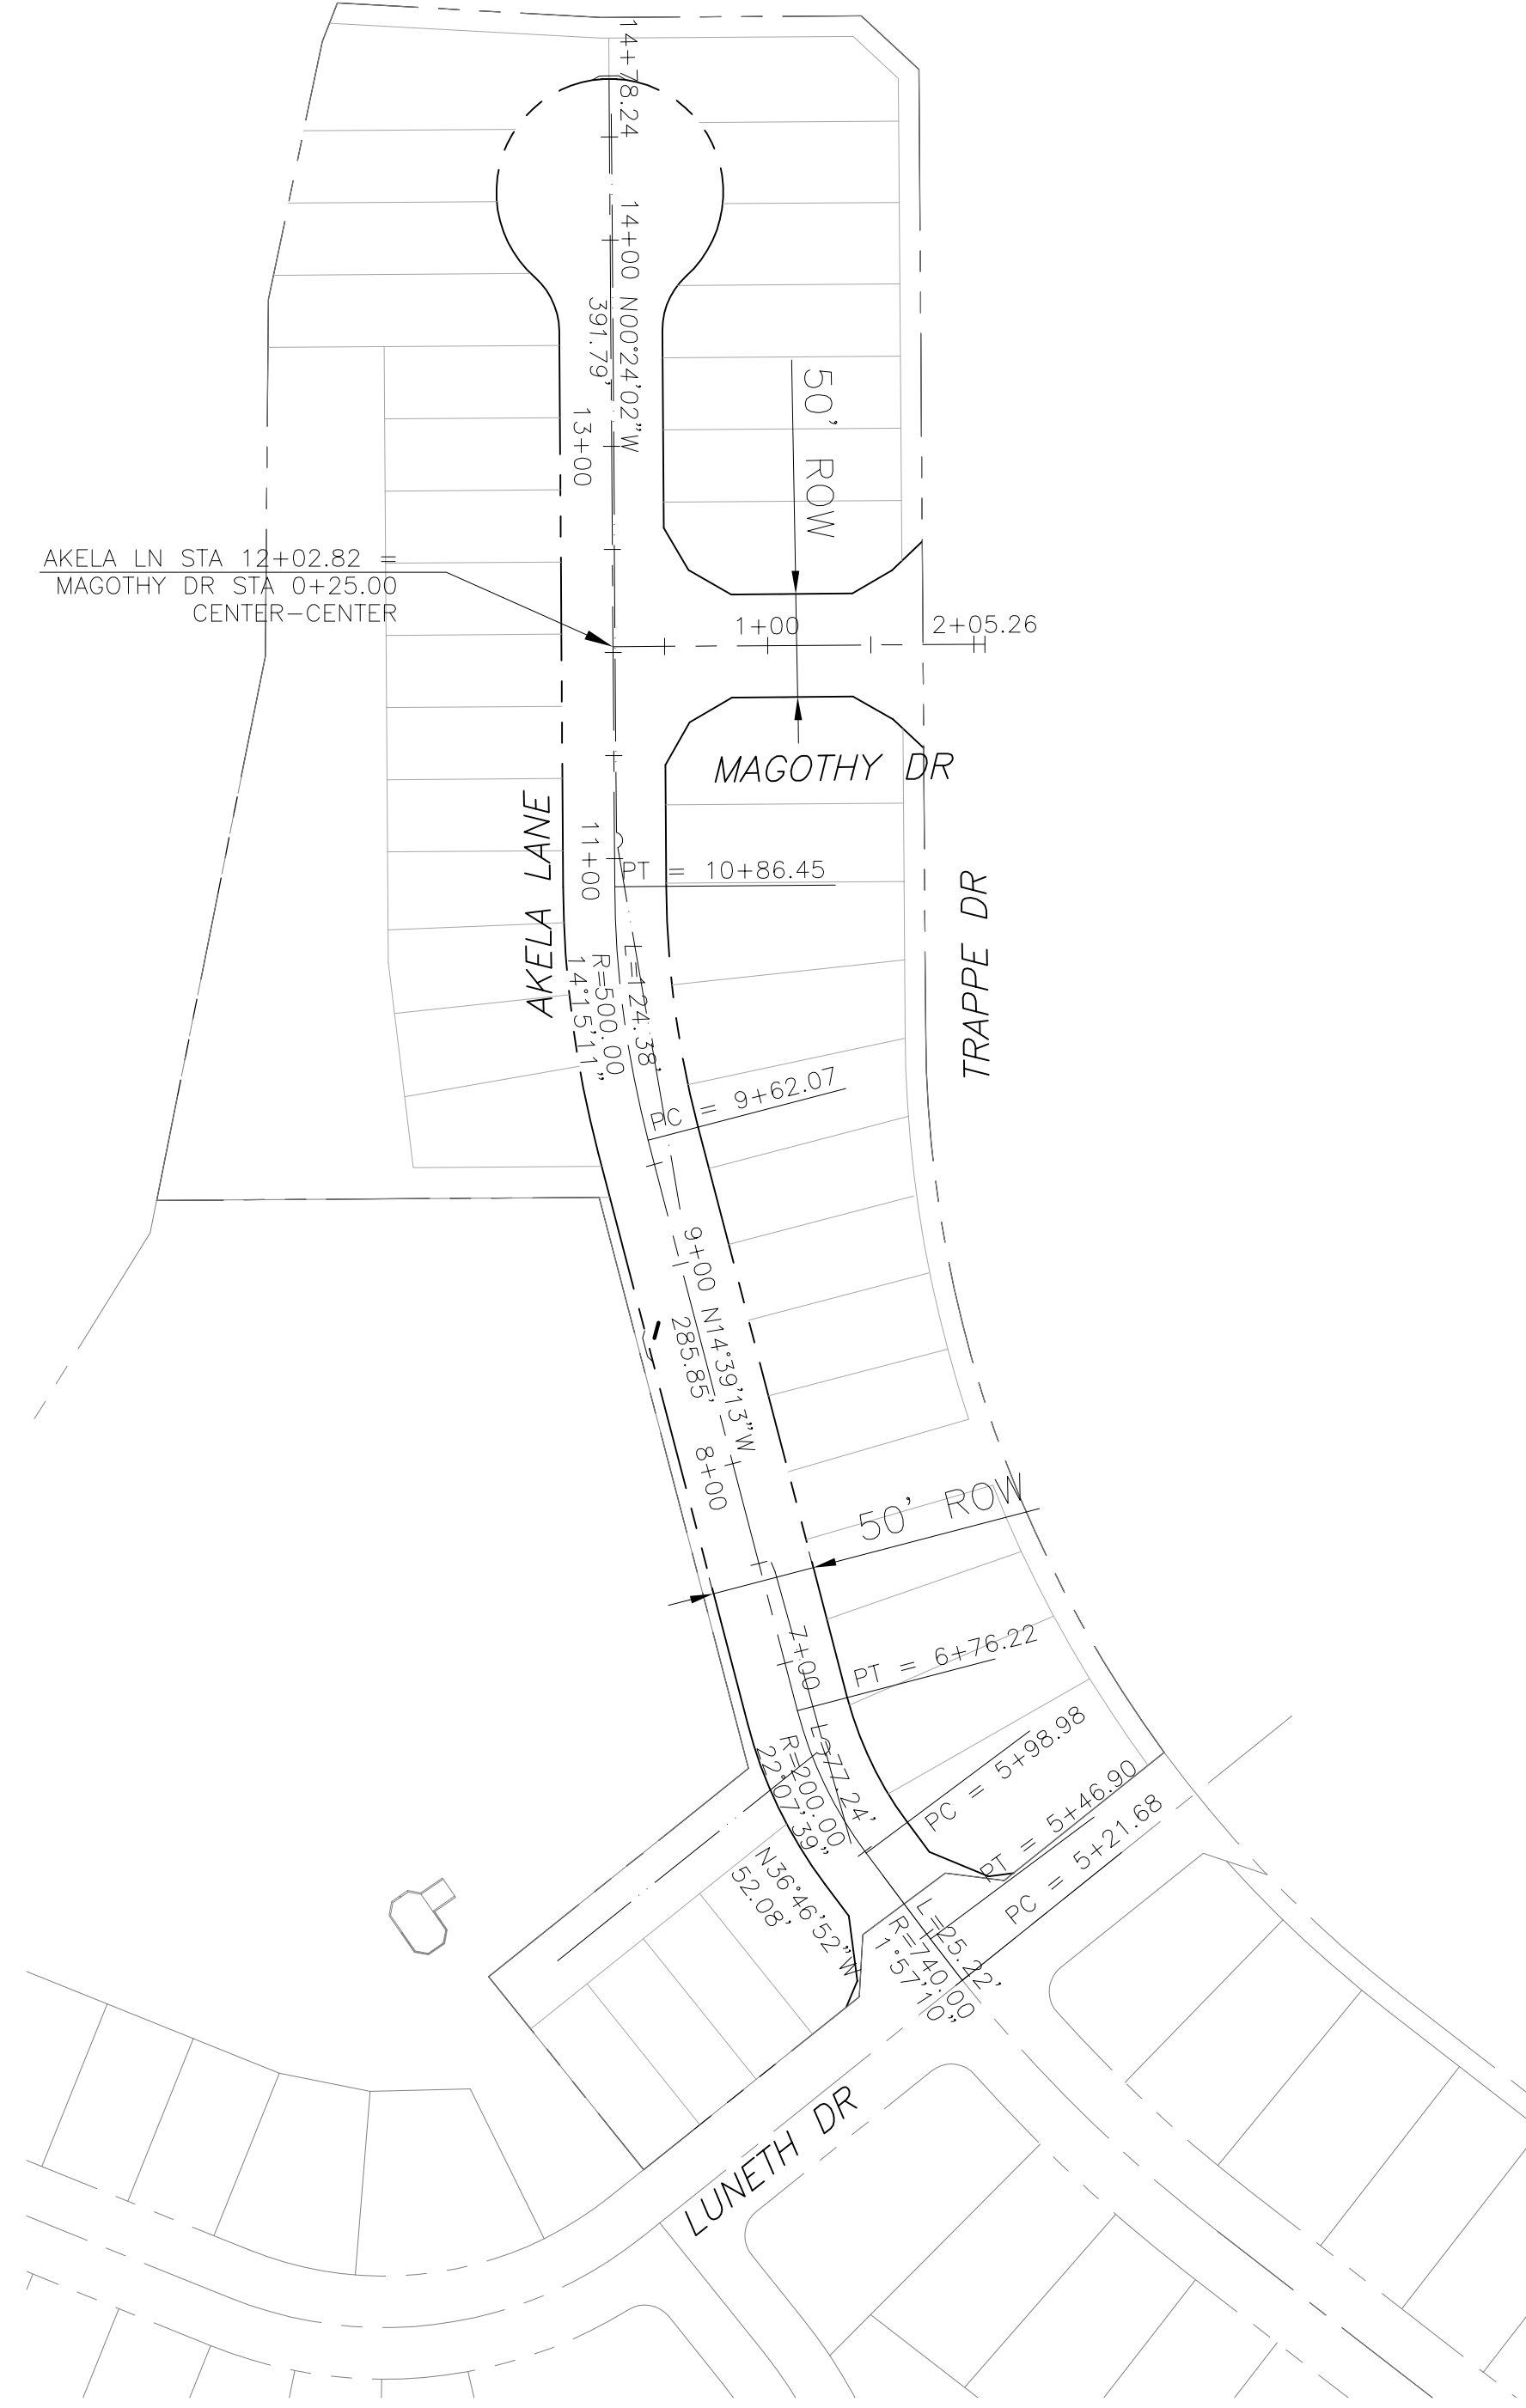 14+78.24
14+00
N00°24'02"W
391.79'
13+00
50' ROW
AKELA LN STA 12+02.82 =
MAGOTHY DR STA 0+25.00
CENTER-CENTER
1+00
2+05.26
MAGOTHY DR
AKELA LANE
11+00
PT = 10+86.45
TRAPPE DR
L=124.38'
R=500.00
14°15'11"
PC = 9+62.07
9+00
N14°39'13"W
285.85'
8+00
50' ROW
7+00
PT = 6+76.22
L=77.24'
R=200.00
22°07'39"
PC = 5+98.98
PT = 5+46.90
PC = 5+21.68
N36°46'52"W
52.08'
L=25.22'
R=740.00
1°57'10"
LUNETH DR